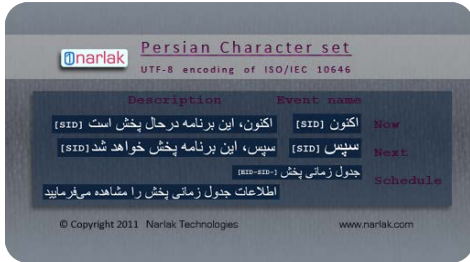 narlak
Persian Character set
UTF-8 encoding of ISO/IEC 10646
Description Event name
اکنون، این برنامه درحال پخش است [SID] اکنون [SID] Now
سپس، این برنامه پخش خواهد شد [SID] سپس [SID] Next
جدول زمانی پخش [-EID-SID] Schedule
اطلاعات جدول زمانی پخش را مشاهده می‌فرمایید
© Copyright 2011 Narlak Technologies www.narlak.com